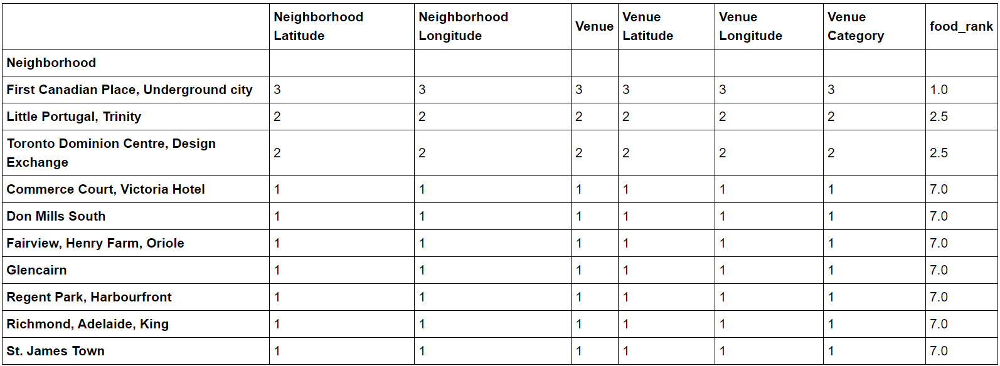 Neighborhood Latitude Neighborhood Longitude Venue Venue Latitude Venue Longitude Venue Category food_rank
Neighborhood
First Canadian Place, Underground city 3 3 3 3 3 3 1.0
Little Portugal, Trinity 2 2 2 2 2 2 2.5
Toronto Dominion Centre, Design Exchange 2 2 2 2 2 2 2.5
Commerce Court, Victoria Hotel 1 1 1 1 1 1 7.0
Don Mills South 1 1 1 1 1 1 7.0
Fairview, Henry Farm, Oriole 1 1 1 1 1 1 7.0
Glencairn 1 1 1 1 1 1 7.0
Regent Park, Harbourfront 1 1 1 1 1 1 7.0
Richmond, Adelaide, King 1 1 1 1 1 1 7.0
St. James Town 1 1 1 1 1 1 7.0